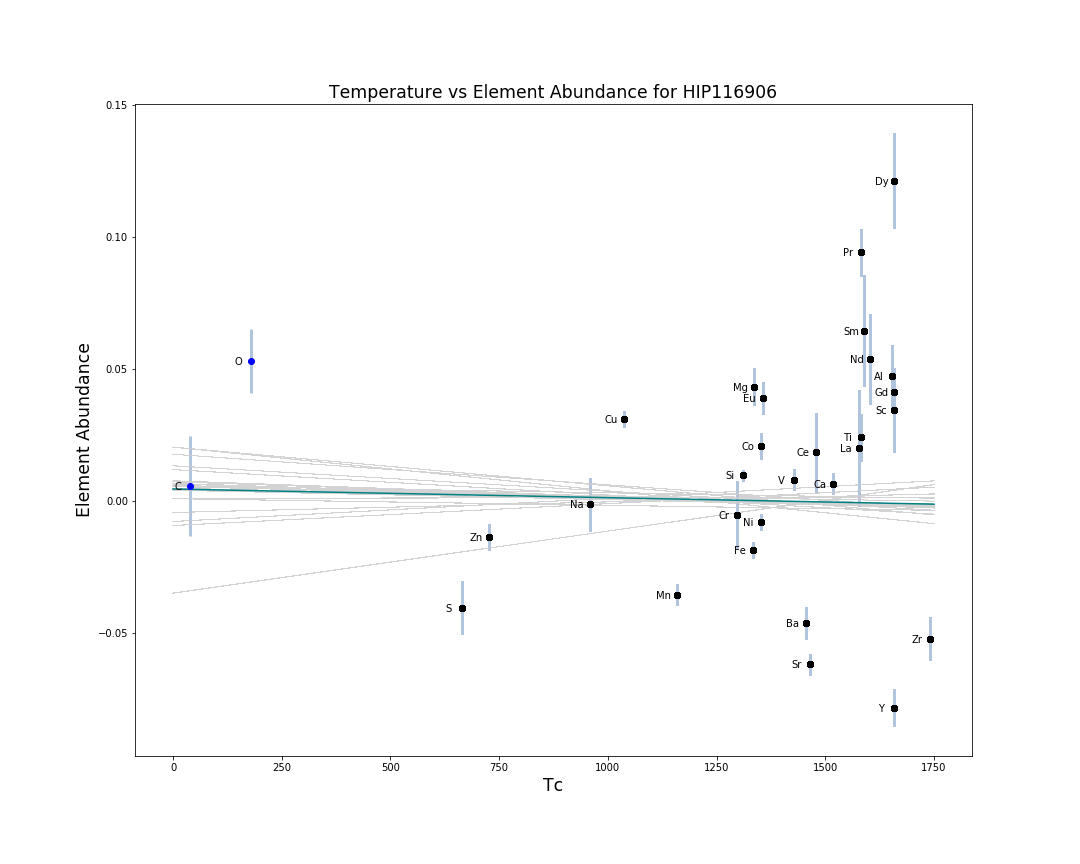 Temperature vs Element Abundance for HIP116906
0.15
Dy
0.10
Pr
Sm
O
Nd
Al
0.05
Mg
Gd
Eu
Sc
Cu
Ti
Co
La
Ce
Si
V
Ca
C
0.00
Na
Cr
Ni
Zn
Fe
Mn
S
Ba
−0.05
Zr
Sr
Y
0
250
500
750
1000
1250
1500
1750
Tc
Element Abundance